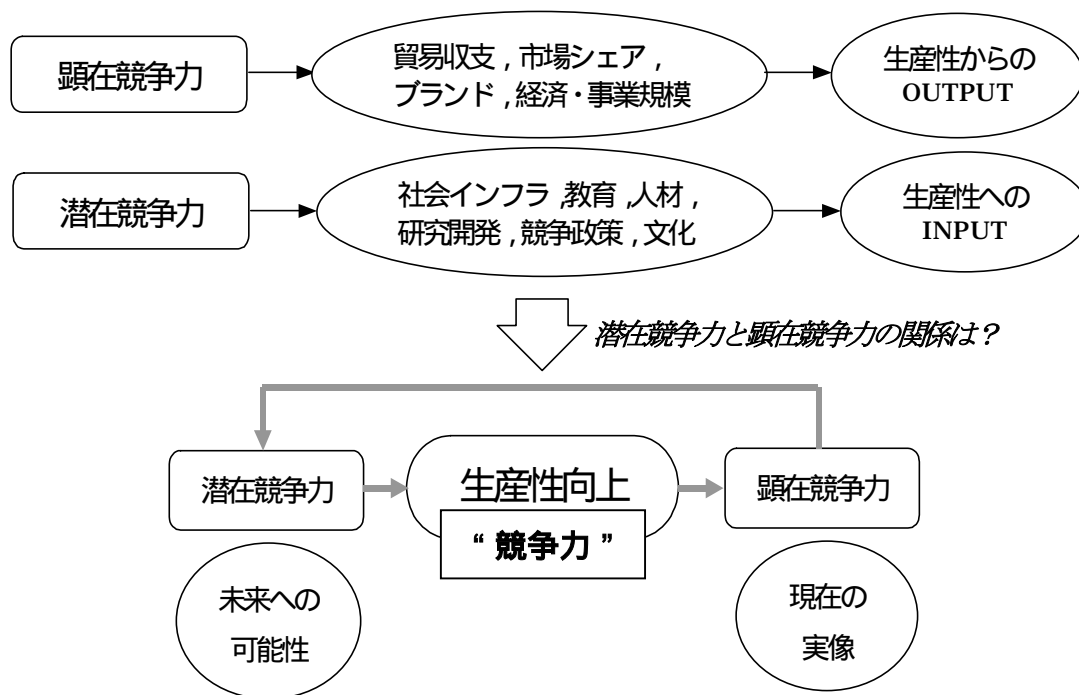 顕在競争力
貿易収支，市場シェア，
ブランド，経済・事業規模
生産性からの
OUTPUT
潜在競争力
社会インフラ，教育，人材，
研究開発，競争政策，文化
生産性への
INPUT
潜在競争力と顕在競争力の関係は？
潜在競争力
生産性向上
“競争力”
顕在競争力
未来への
可能性
現在の
実像